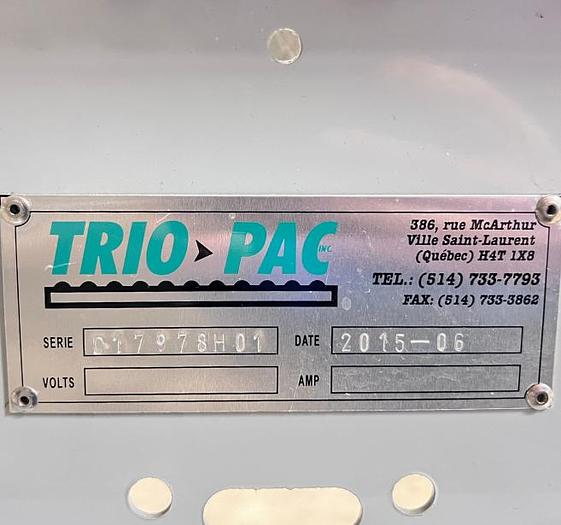 TRIO PAC INC.
386, rue McArthur
Ville Saint-Laurent
(Québec) H4T 1X8
TEL.: (514) 733-7793
FAX: (514) 733-3862
SERIE DATE 2015-06
VOLTS AMP